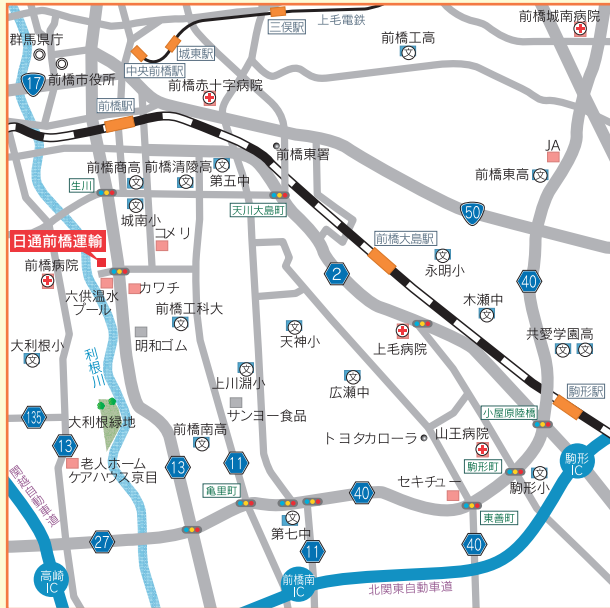 前橋城南病院
三俣駅
上毛電鉄
群馬県庁
城東駅
前橋工高
前橋市役所
中央前橋駅
17
前橋赤十字病院
前橋駅
JA
前橋東署
前橋商高
前橋清陵高
第五中
前橋東高
生川
天川大島町
城南小
50
コメリ
日通前橋運輸
前橋大島駅
永明小
前橋病院
2
40
六供温水
プール
カワチ
木瀬中
前橋工科大
大利根小
利根川
明和ゴム
天神小
上毛病院
共愛学園高
上川淵小
広瀬中
駒形駅
135
大利根緑地
サンヨー食品
小屋原陸橋
前橋南高
トヨタカローラ
山王病院
13
老人ホーム
ケアハウス京目
13
11
駒形町
駒形IC
関越自動車道
亀里町
40
セキチュー
駒形小
第七中
東善町
27
11
40
高崎IC
前橋南IC
北関東自動車道